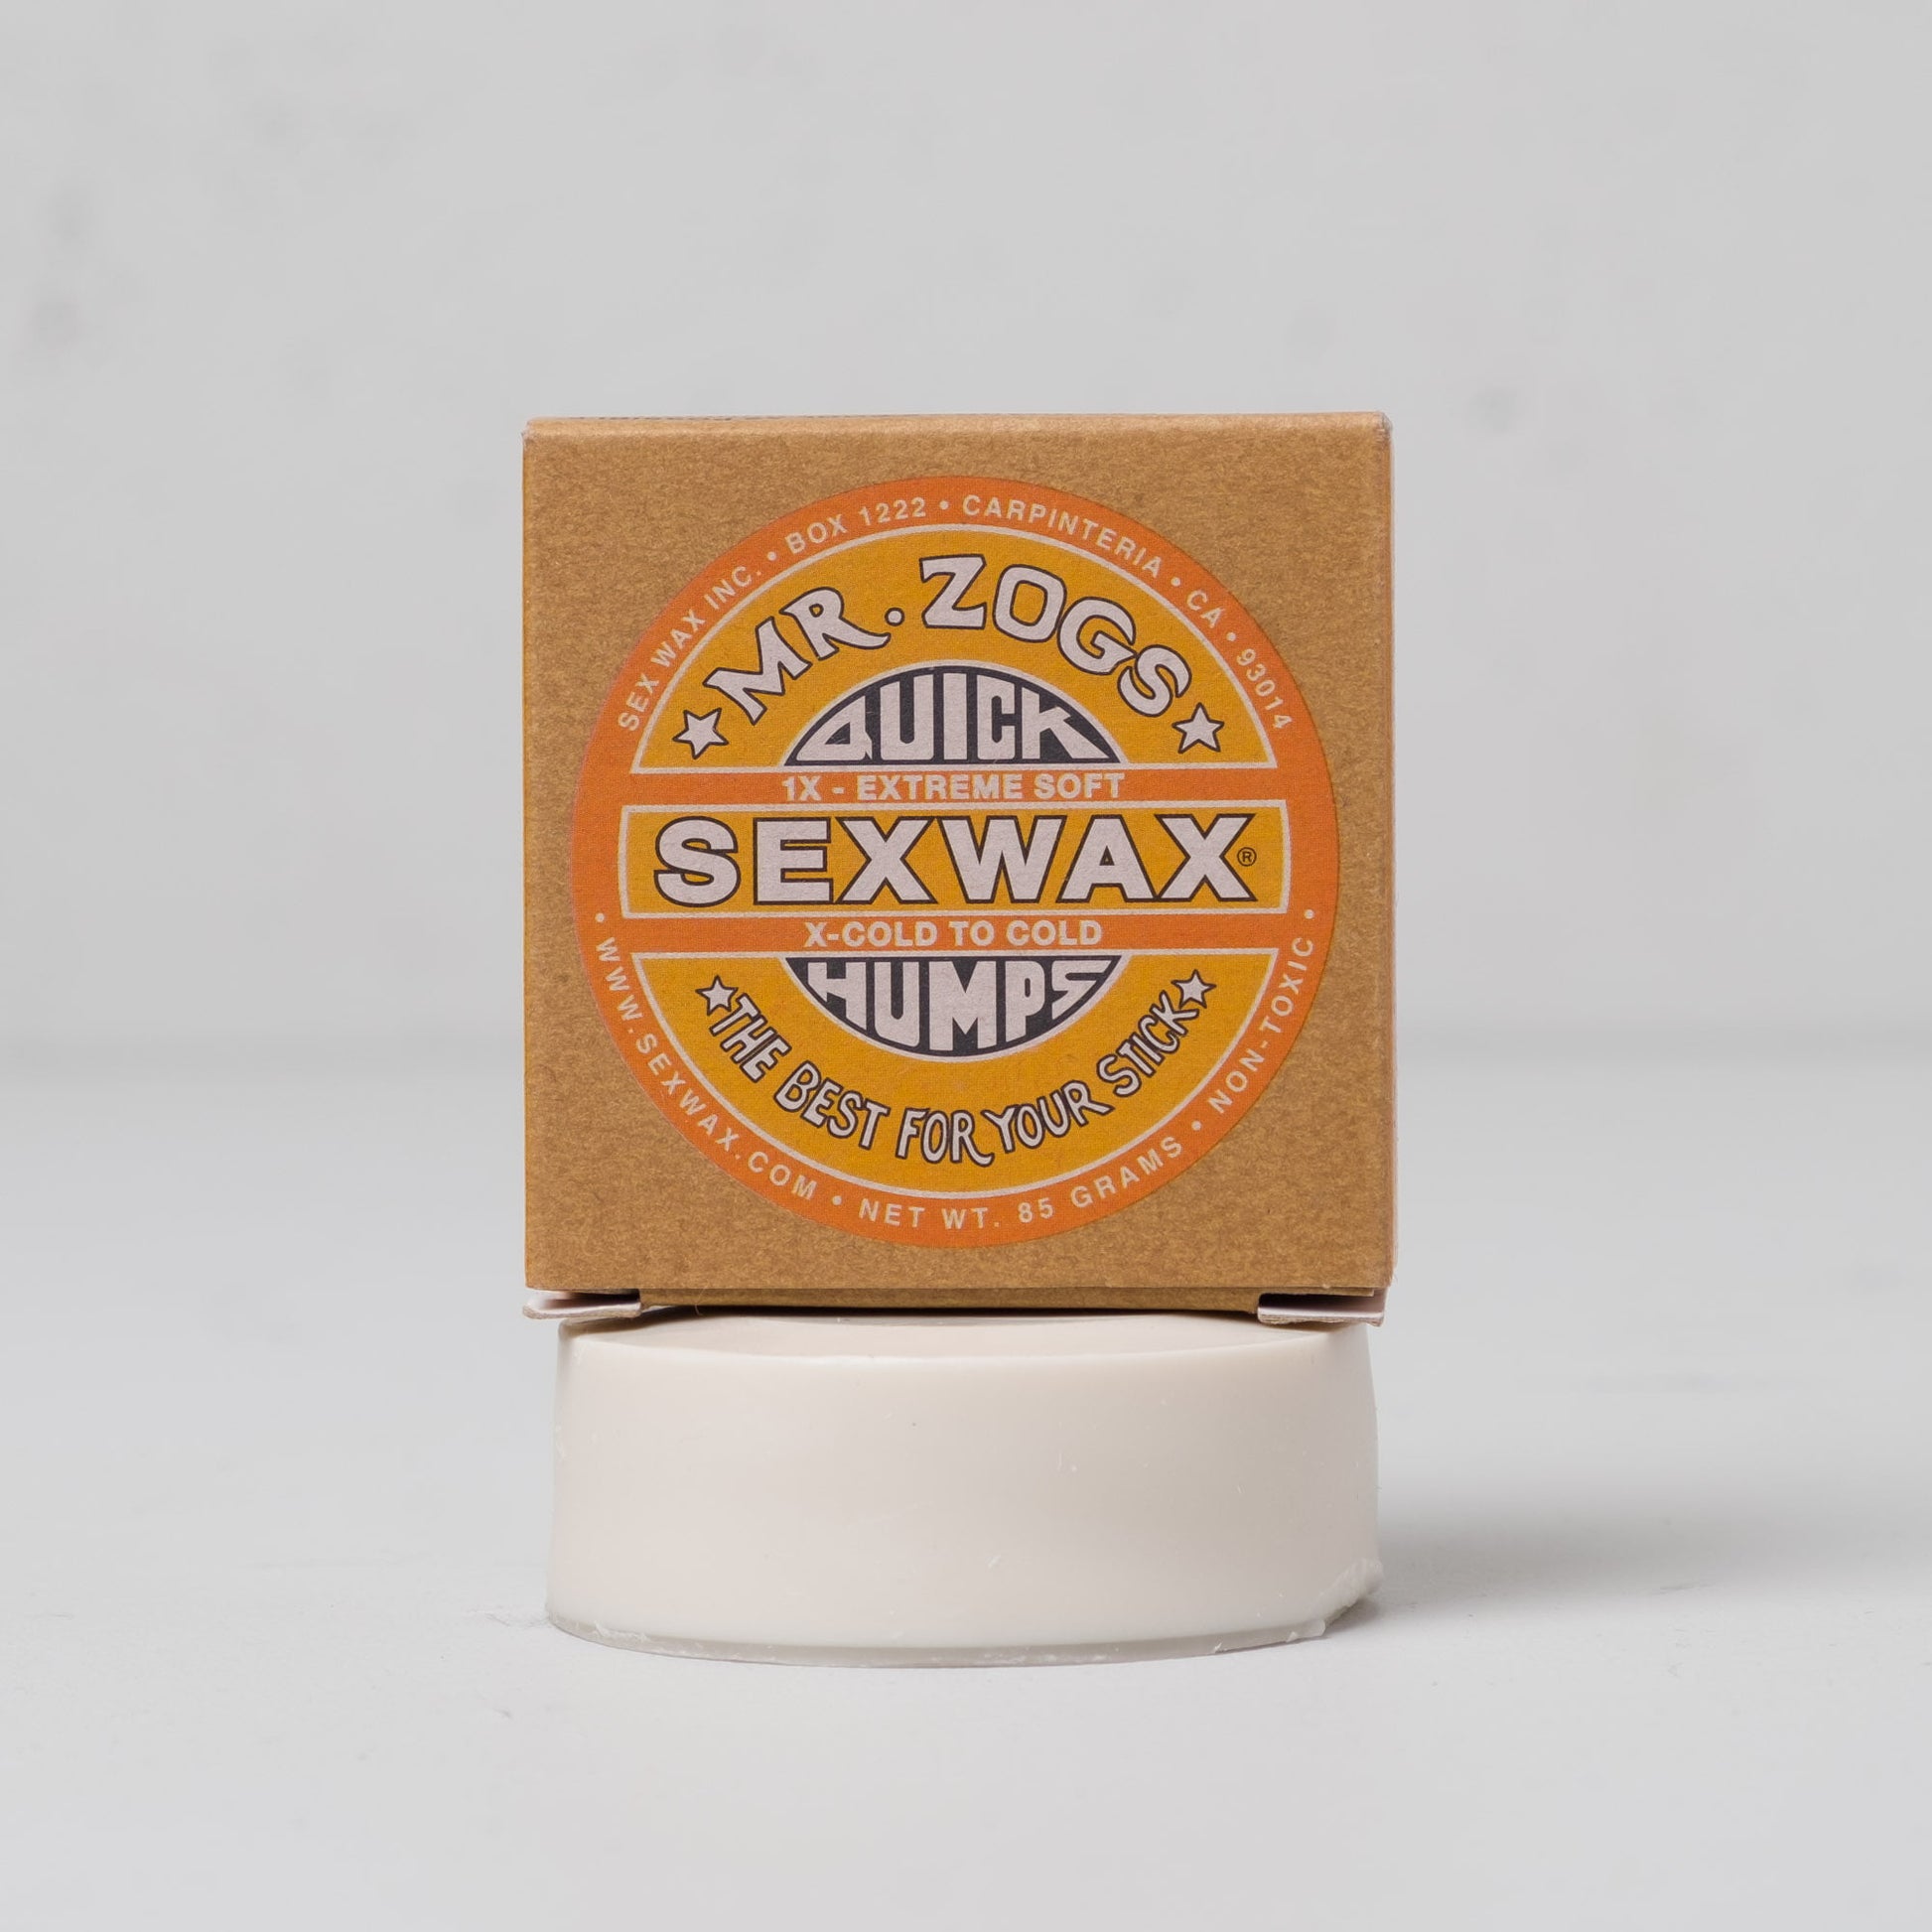 SEX WAX INC. • BOX 1222 • CARPINTERIA • CA • 93014
MR. ZOGS
QUICK
1X - EXTREME SOFT
SEXWAX®
X-COLD TO COLD
HUMPS
THE BEST FOR YOUR STICK
• WWW.SEXWAX.COM • NET WT. 85 GRAMS • NON-TOXIC •